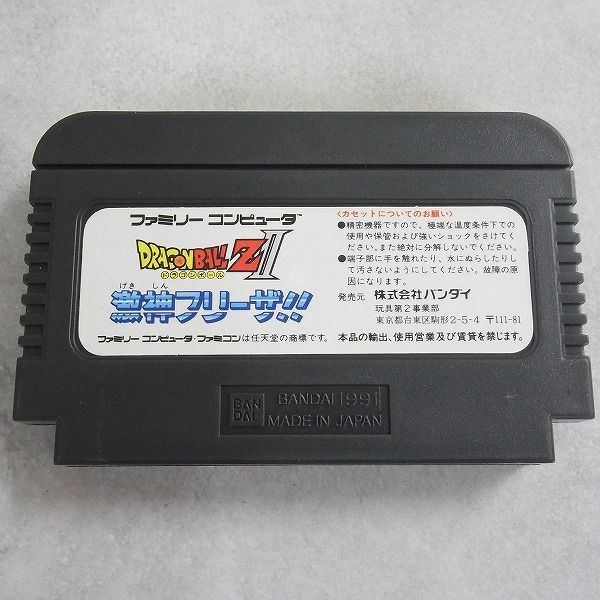 ファミリー コンピュータ™
DRAGON BALL Z II
ドラゴンボール
げき しん
激神フリーザ!!
ファミリー コンピュータ・ファミコンは任天堂の商標です。
〈カセットについてのお願い〉
●精密機器ですので、極端な温度条件下での
使用や保管および強いショックをさけてく
ださい。また絶対に分解しないでください。
●端子部に手を触れたり、水にぬらしたりし
て汚さないようにしてください。故障の原
因になります。
発売元 株式会社バンダイ
玩具第2事業部
東京都台東区駒形2-5-4 〒111-81
本品の輸出、使用営業及び賃貸を禁じます。
BAN
DAI
BANDAI 1991
MADE IN JAPAN